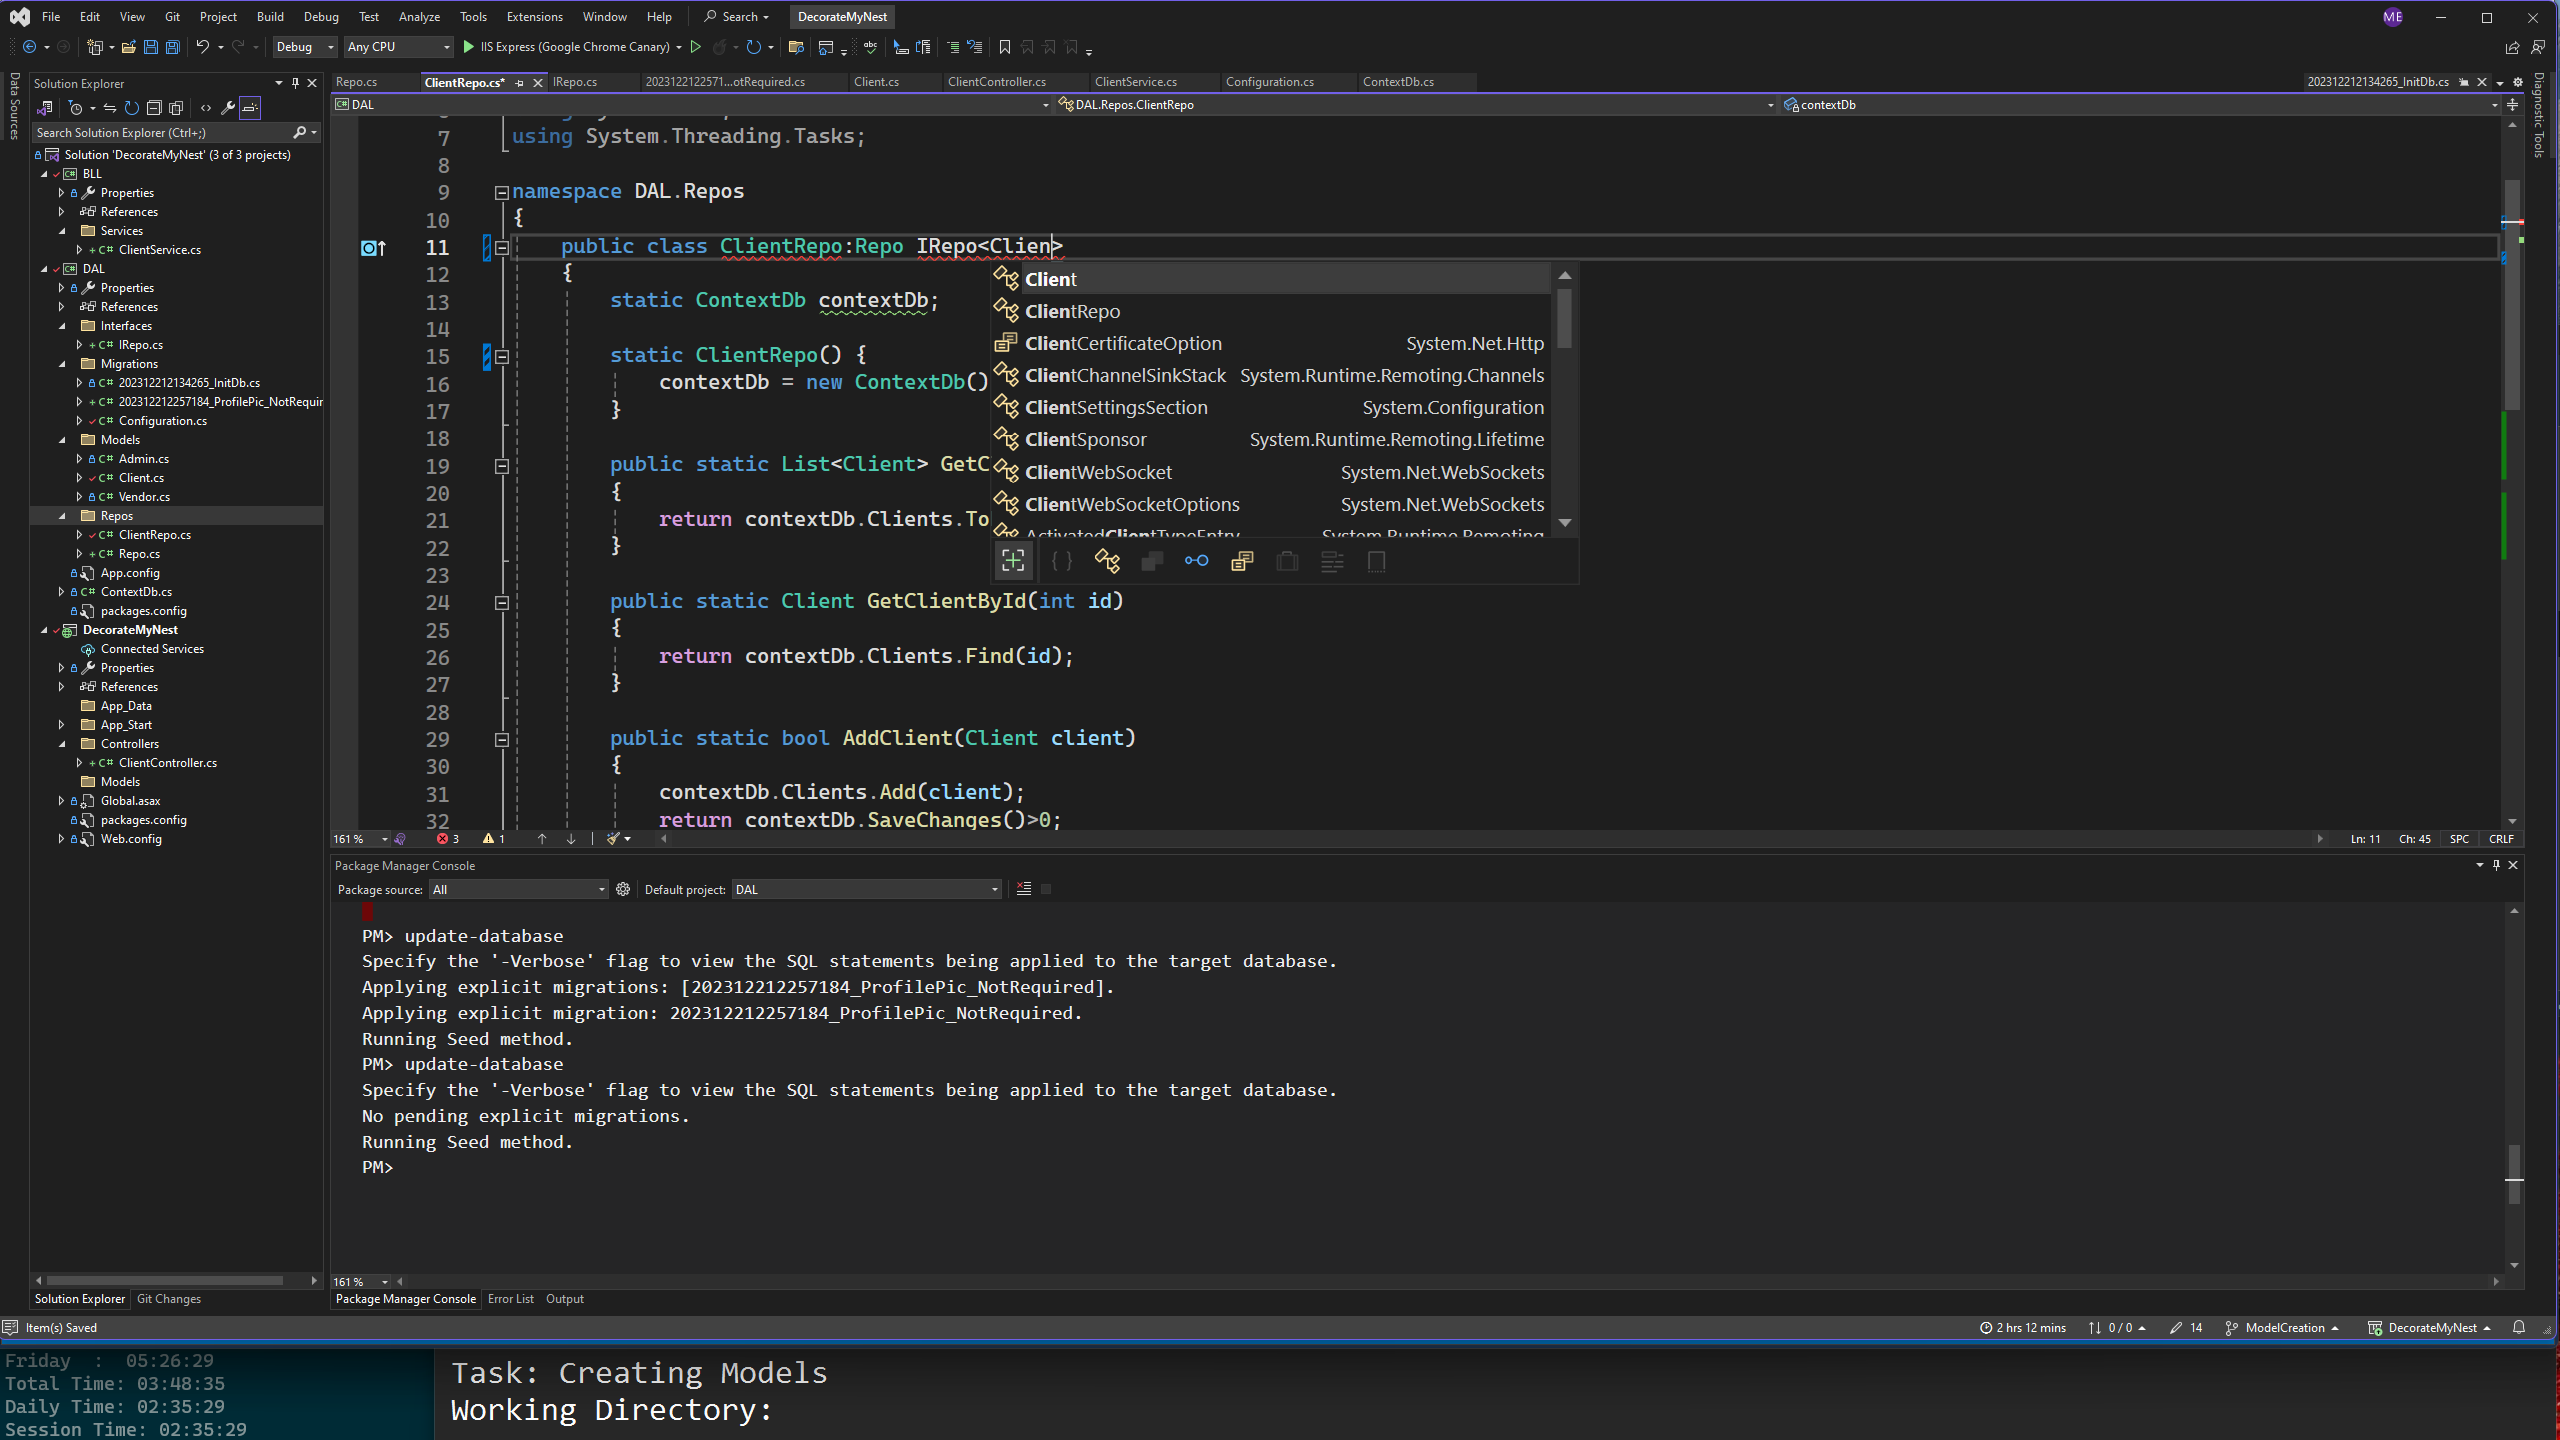 File Edit View Git Project Build Debug Test Analyze Tools Extensions Window Help Search DecorateMyNest ME
Debug Any CPU IIS Express (Google Chrome Canary)
Data Sources
Solution Explorer
Search Solution Explorer (Ctrl+;)
Solution 'DecorateMyNest' (3 of 3 projects)
BLL
Properties
References
Services
C# ClientService.cs
DAL
Properties
References
Interfaces
C# IRepo.cs
Migrations
C# 202312212134265_InitDb.cs
C# 202312212257184_ProfilePic_NotRequir
C# Configuration.cs
Models
C# Admin.cs
C# Client.cs
C# Vendor.cs
Repos
C# ClientRepo.cs
C# Repo.cs
App.config
C# ContextDb.cs
packages.config
DecorateMyNest
Connected Services
Properties
References
App_Data
App_Start
Controllers
C# ClientController.cs
Models
Global.asax
packages.config
Web.config
Solution Explorer Git Changes
Repo.cs ClientRepo.cs* IRepo.cs 2023122122571...otRequired.cs Client.cs ClientController.cs ClientService.cs Configuration.cs ContextDb.cs 202312212134265_InitDb.cs
DAL DAL.Repos.ClientRepo contextDb
7 using System.Threading.Tasks;
8
9 namespace DAL.Repos
10 {
11 public class ClientRepo:Repo IRepo<Clien>
12 {
13 static ContextDb contextDb;
14
15 static ClientRepo() {
16 contextDb = new ContextDb()
17 }
18
19 public static List<Client> GetC
20 {
21 return contextDb.Clients.To
22 }
23
24 public static Client GetClientById(int id)
25 {
26 return contextDb.Clients.Find(id);
27 }
28
29 public static bool AddClient(Client client)
30 {
31 contextDb.Clients.Add(client);
32 return contextDb.SaveChanges()>0;
Client
ClientRepo
ClientCertificateOption System.Net.Http
ClientChannelSinkStack System.Runtime.Remoting.Channels
ClientSettingsSection System.Configuration
ClientSponsor System.Runtime.Remoting.Lifetime
ClientWebSocket System.Net.WebSockets
ClientWebSocketOptions System.Net.WebSockets
ActivatedClientTypeEntry System.Runtime.Remoting
161 % 3 1 Ln: 11 Ch: 45 SPC CRLF
Diagnostic Tools
Package Manager Console
Package source: All Default project: DAL
PM> update-database
Specify the '-Verbose' flag to view the SQL statements being applied to the target database.
Applying explicit migrations: [202312212257184_ProfilePic_NotRequired].
Applying explicit migration: 202312212257184_ProfilePic_NotRequired.
Running Seed method.
PM> update-database
Specify the '-Verbose' flag to view the SQL statements being applied to the target database.
No pending explicit migrations.
Running Seed method.
PM>
161 %
Package Manager Console Error List Output
Item(s) Saved 2 hrs 12 mins 0 / 0 14 ModelCreation DecorateMyNest
Friday : 05:26:29
Total Time: 03:48:35
Daily Time: 02:35:29
Session Time: 02:35:29
Task: Creating Models
Working Directory: